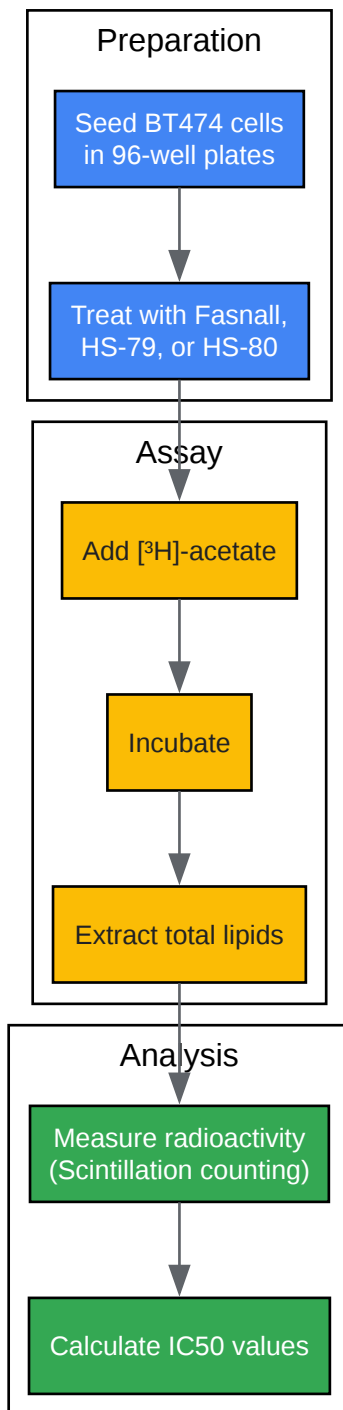 Preparation
Seed BT474 cells
in 96-well plates
Treat with Fasnall,
HS-79, or HS-80
Assay
Add [³H]-acetate
Incubate
Extract total lipids
Analysis
Measure radioactivity
(Scintillation counting)
Calculate IC50 values